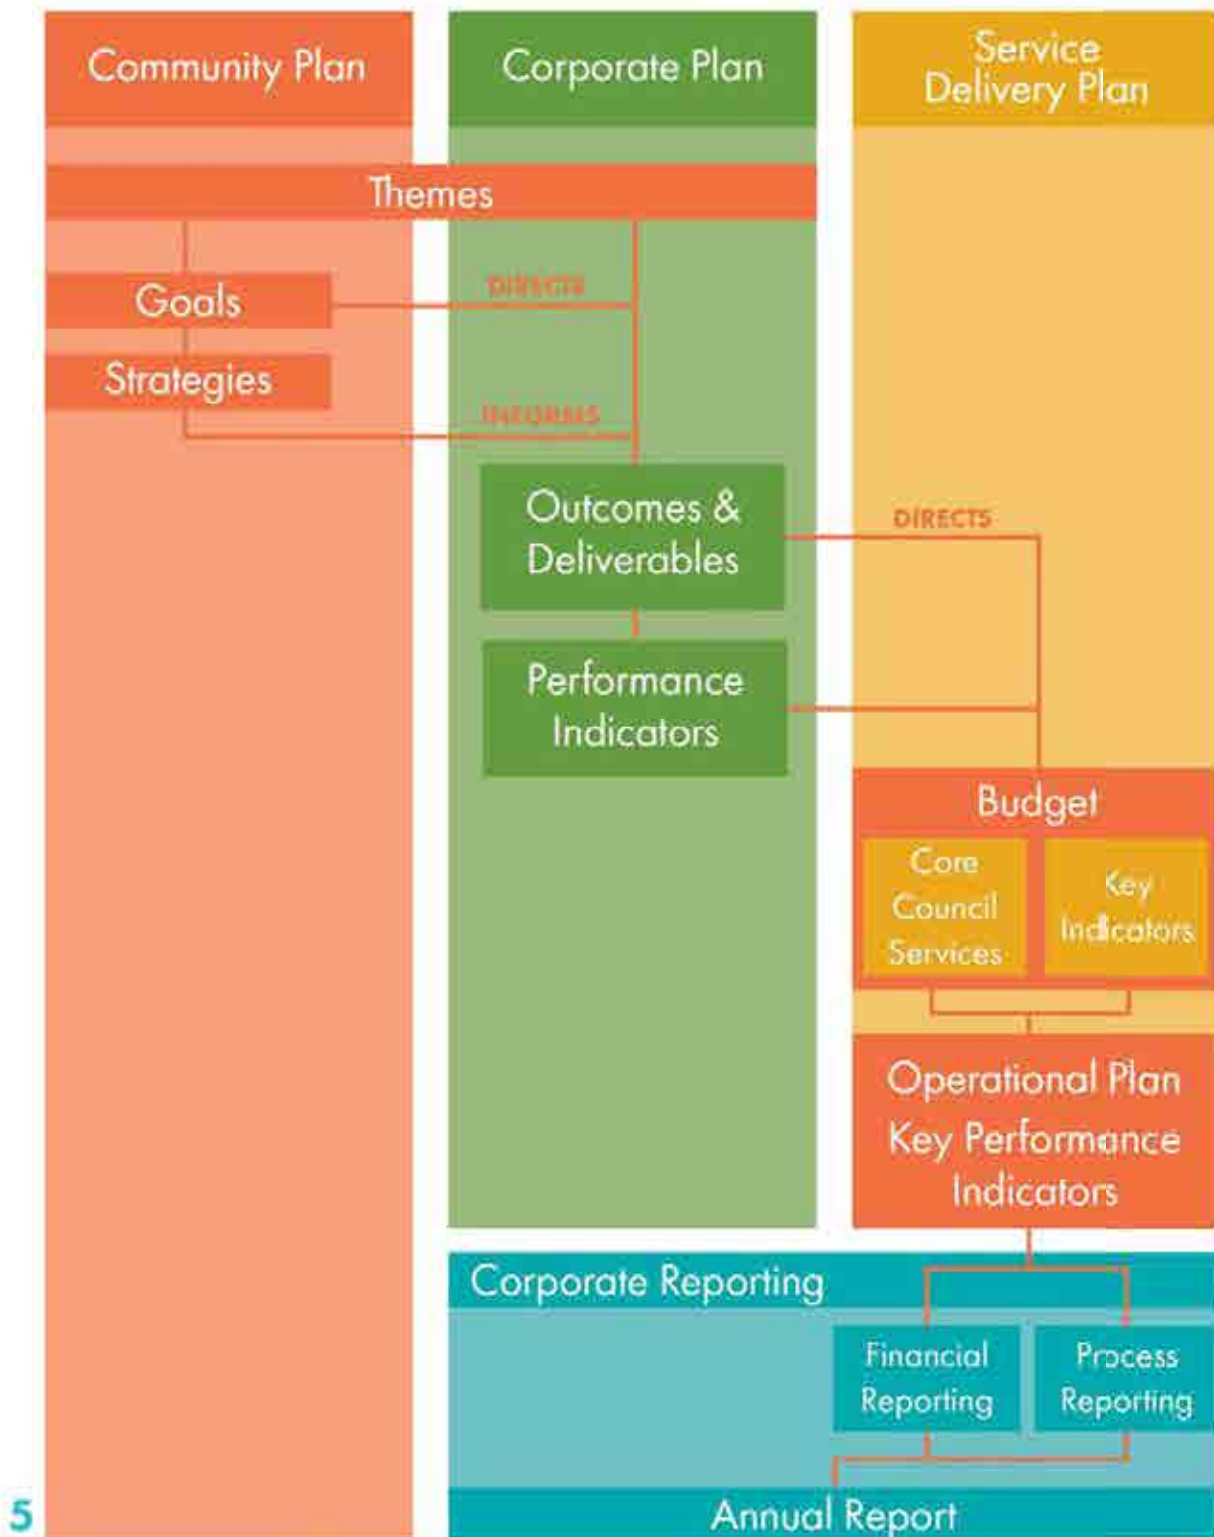 Community Plan
Corporate Plan
Service
Delivery Plan
Themes
Goals
DIRECTS
Strategies
INFORMS
Outcomes &
Deliverables
DIRECTS
Performance
Indicators
Budget
Core
Council
Services
Key
Indicators
Operational Plan
Key Performance
Indicators
Corporate Reporting
Financial
Reporting
Process
Reporting
Annual Report
5